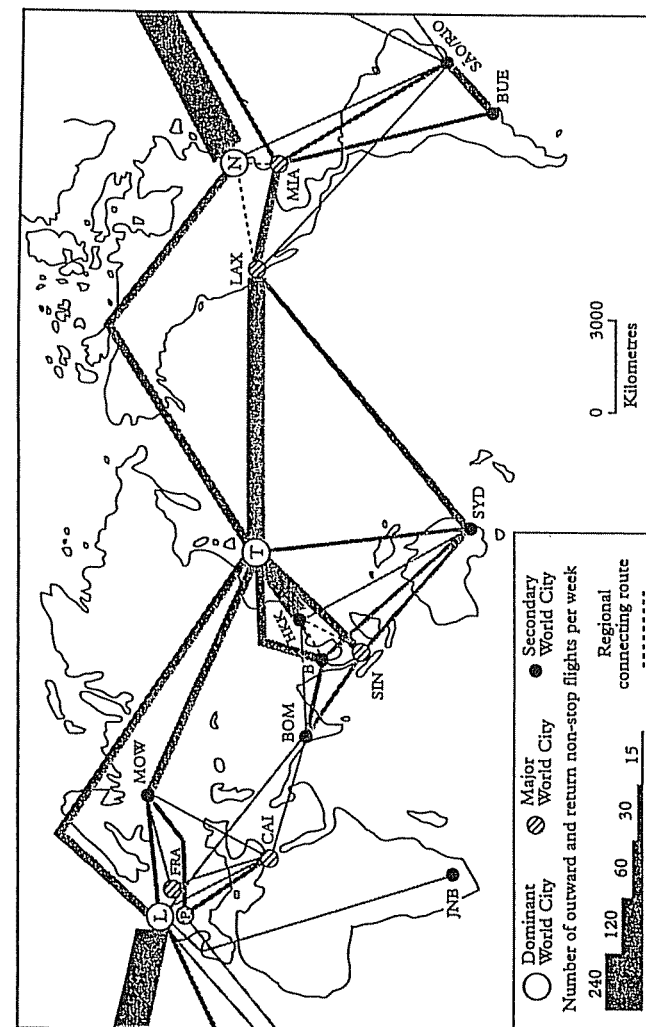 N
MIA
SÃO/RIO
BUE
LAX
T
HKK
B
SIN
SYD
BOM
MOW
FRA
L
P
CAI
JNB
0 3000
Kilometres
Dominant World City
Major World City
Secondary World City
Number of outward and return non-stop flights per week
240 120 60 30 15
Regional connecting route